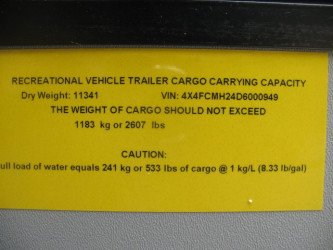 RECREATIONAL VEHICLE TRAILER CARGO CARRYING CAPACITY
Dry Weight: 11341 VIN: 4X4FCMH24D6000949
THE WEIGHT OF CARGO SHOULD NOT EXCEED
1183 kg or 2607 lbs
CAUTION:
ull load of water equals 241 kg or 533 lbs of cargo @ 1 kg/L (8.33 lb/gal)